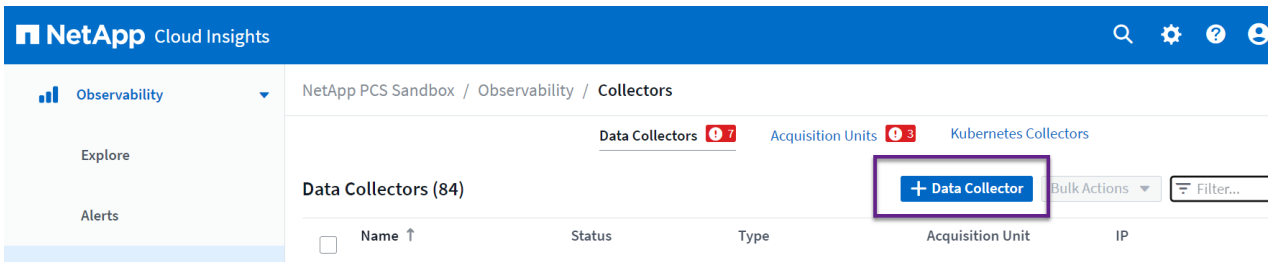 NetApp Cloud Insights
Observability
NetApp PCS Sandbox / Observability / Collectors
Data Collectors 7 Acquisition Units 3 Kubernetes Collectors
Explore
Data Collectors (84) + Data Collector Bulk Actions Filter...
Alerts
Name ↑ Status Type Acquisition Unit IP